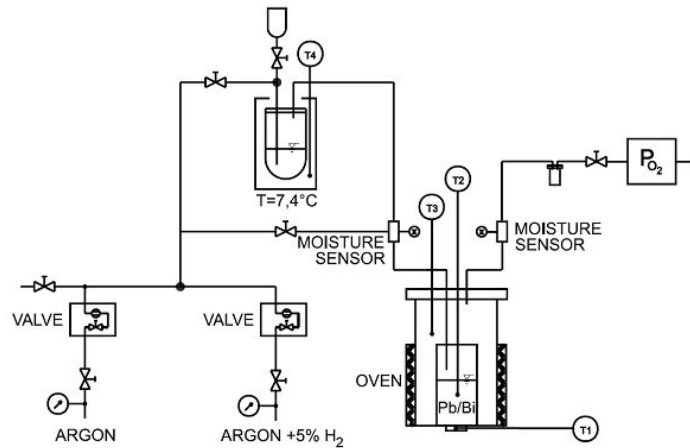 T4
T=7,4°C
P O2
T2
T3
MOISTURE
SENSOR
MOISTURE
SENSOR
VALVE
VALVE
OVEN
Pb/Bi
T1
ARGON
ARGON +5% H2